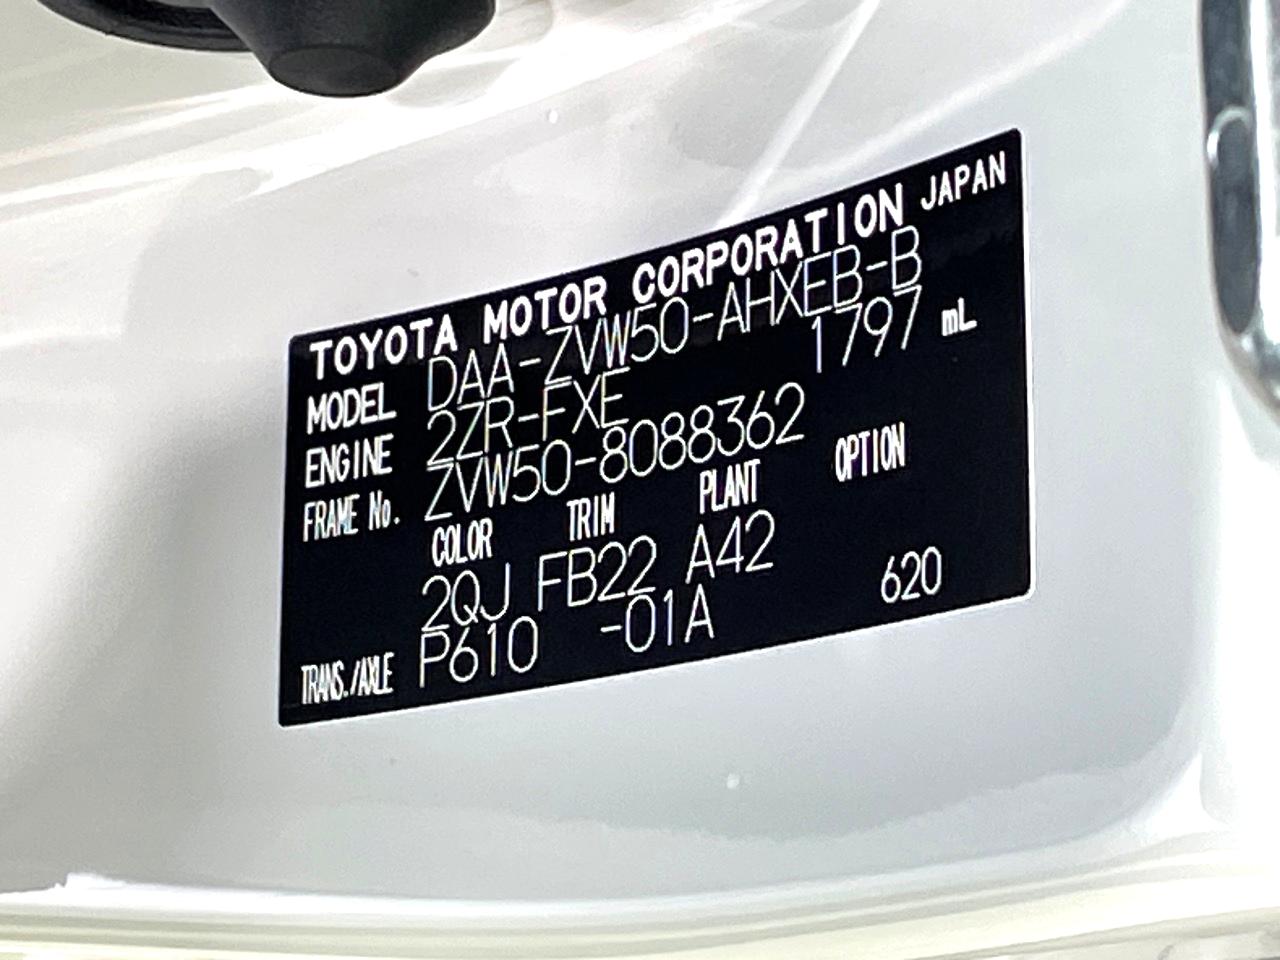 TOYOTA MOTOR CORPORATION JAPAN
MODEL DAA-ZVW50-AHXEB-B
ENGINE 2ZR-FXE 1797 mL
FRAME No. ZVW50-8088362
COLOR TRIM PLANT OPTION
2QJ FB22 A42
TRANS./AXLE P610 -01A 620